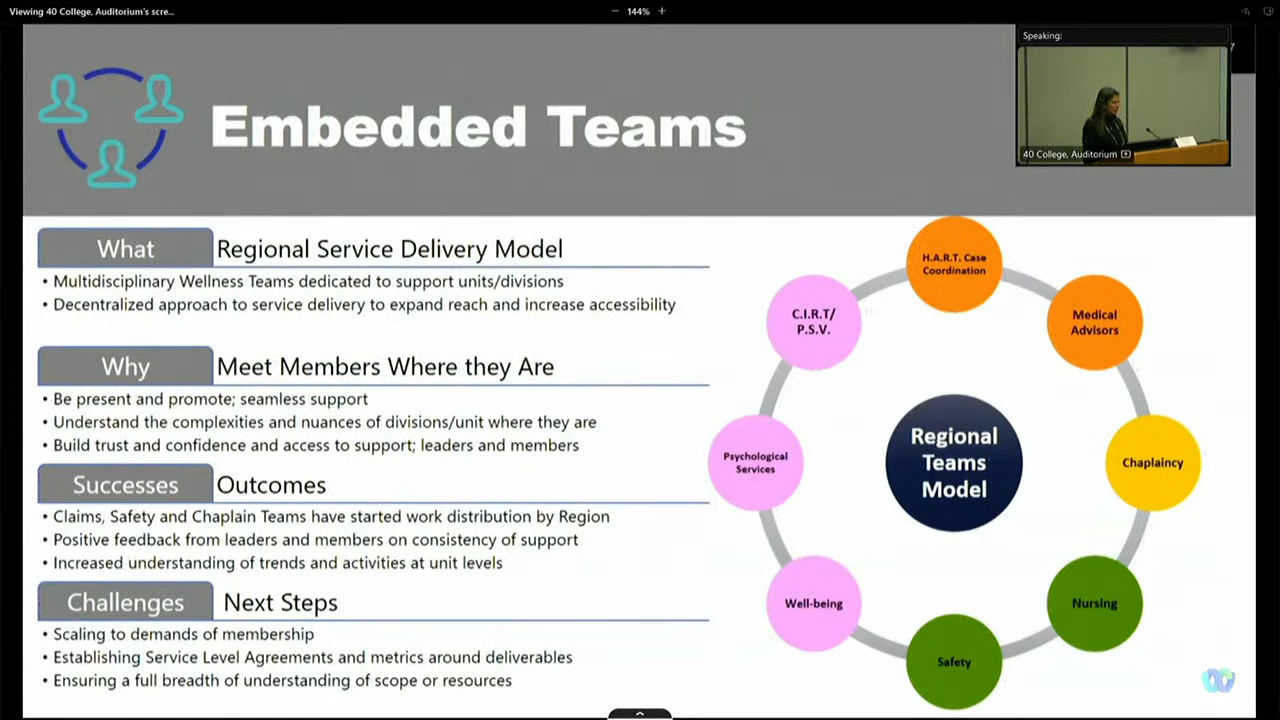 Viewing 40 College, Auditorium's scre...
144%
Speaking:
7
40 College, Auditorium
Embedded Teams
What
Regional Service Delivery Model
• Multidisciplinary Wellness Teams dedicated to support units/divisions
• Decentralized approach to service delivery to expand reach and increase accessibility
Why
Meet Members Where they Are
• Be present and promote; seamless support
• Understand the complexities and nuances of divisions/unit where they are
• Build trust and confidence and access to support; leaders and members
Successes
Outcomes
• Claims, Safety and Chaplain Teams have started work distribution by Region
• Positive feedback from leaders and members on consistency of support
• Increased understanding of trends and activities at unit levels
Challenges
Next Steps
• Scaling to demands of membership
• Establishing Service Level Agreements and metrics around deliverables
• Ensuring a full breadth of understanding of scope or resources
H.A.R.T. Case
Coordination
Medical
Advisors
Chaplaincy
Nursing
Safety
Well-being
Psychological
Services
C.I.R.T/
P.S.V.
Regional
Teams
Model